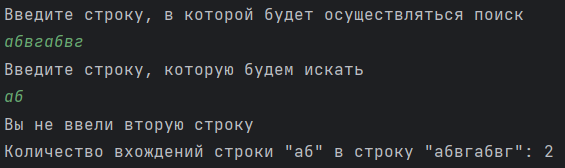 Введите строку, в которой будет осуществляться поиск
абвгабвг
Введите строку, которую будем искать
аб
Вы не ввели вторую строку
Количество вхождений строки "аб" в строку "абвгабвг": 2